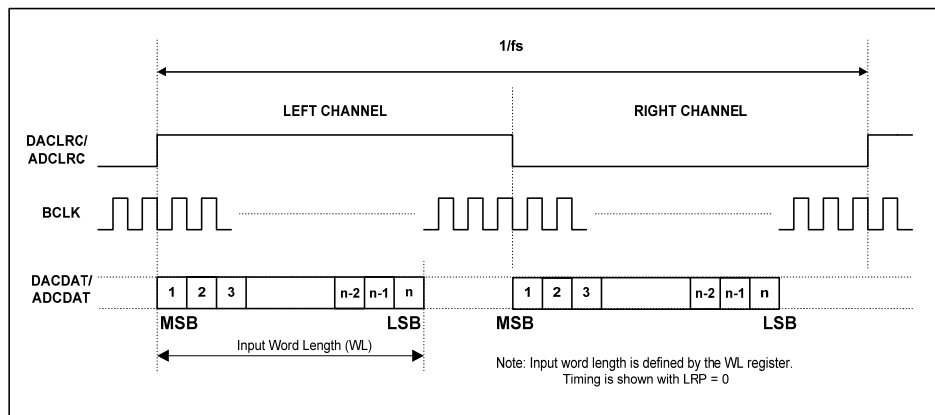 1/fs
LEFT CHANNEL
RIGHT CHANNEL
DACLRC/
ADCLRC
BCLK
DACDAT/
ADCDAT
1 2 3 n-2 n-1 n
1 2 3 n-2 n-1 n
MSB
LSB
MSB
LSB
Input Word Length (WL)
Note: Input word length is defined by the WL register.
Timing is shown with LRP = 0